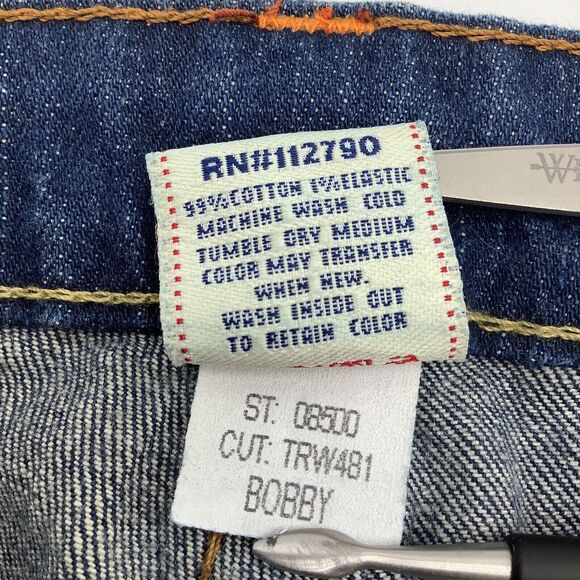 RN#112790
99%COTTON 1%ELASTIC
MACHINE WASH COLD
TUMBLE DRY MEDIUM
COLOR MAY TRANSFER
WHEN NEW.
WASH INSIDE OUT
TO RETAIN COLOR
ST: 08500
CUT: TRW481
BOBBY